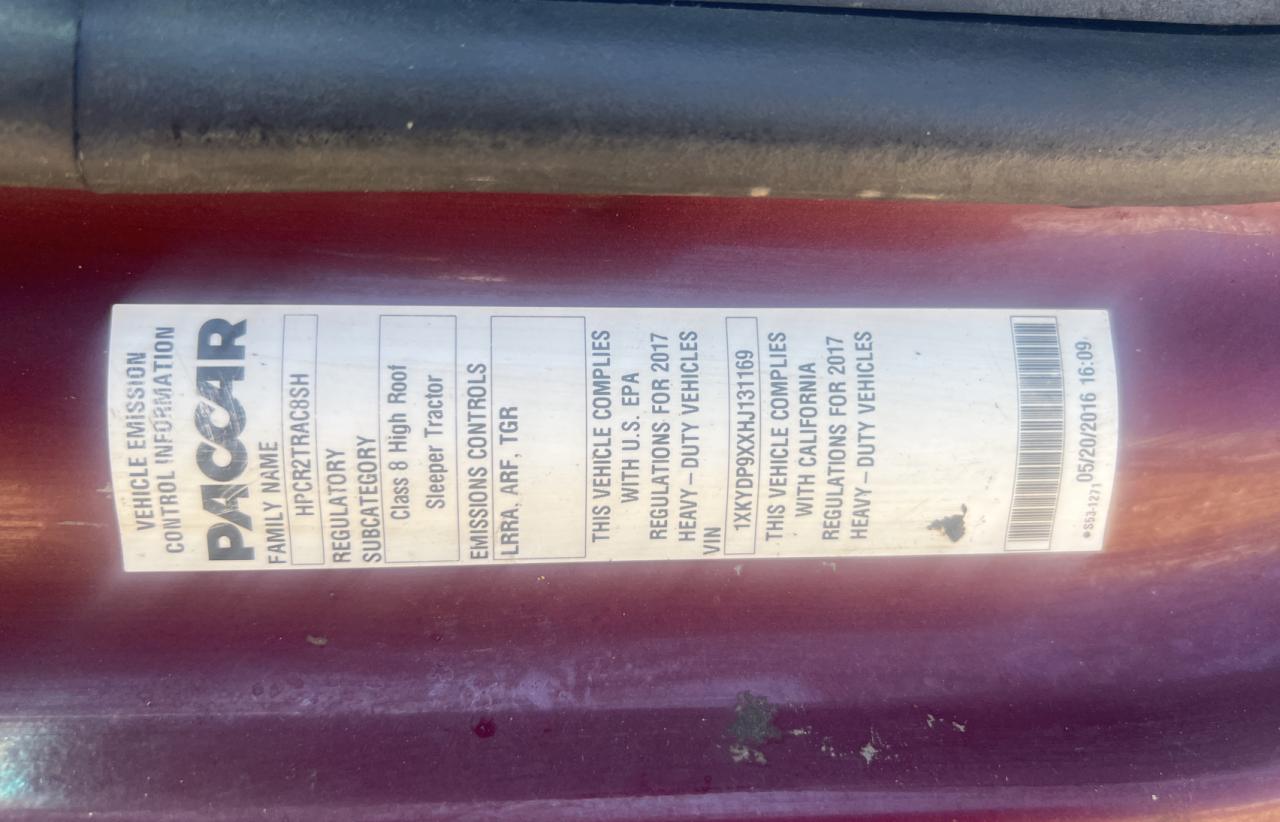 VEHICLE EMISSION
CONTROL INFORMATION
PACCAR
FAMILY NAME
HPCR2TRAC8SH
REGULATORY
SUBCATEGORY
Class 8 High Roof
Sleeper Tractor
EMISSIONS CONTROLS
LRRA, ARF, TGR
THIS VEHICLE COMPLIES
WITH U.S. EPA
REGULATIONS FOR 2017
HEAVY–DUTY VEHICLES
VIN
1XKYDP9XXHJ131169
THIS VEHICLE COMPLIES
WITH CALIFORNIA
REGULATIONS FOR 2017
HEAVY–DUTY VEHICLES
05/20/2016 16:09
•S53-1271